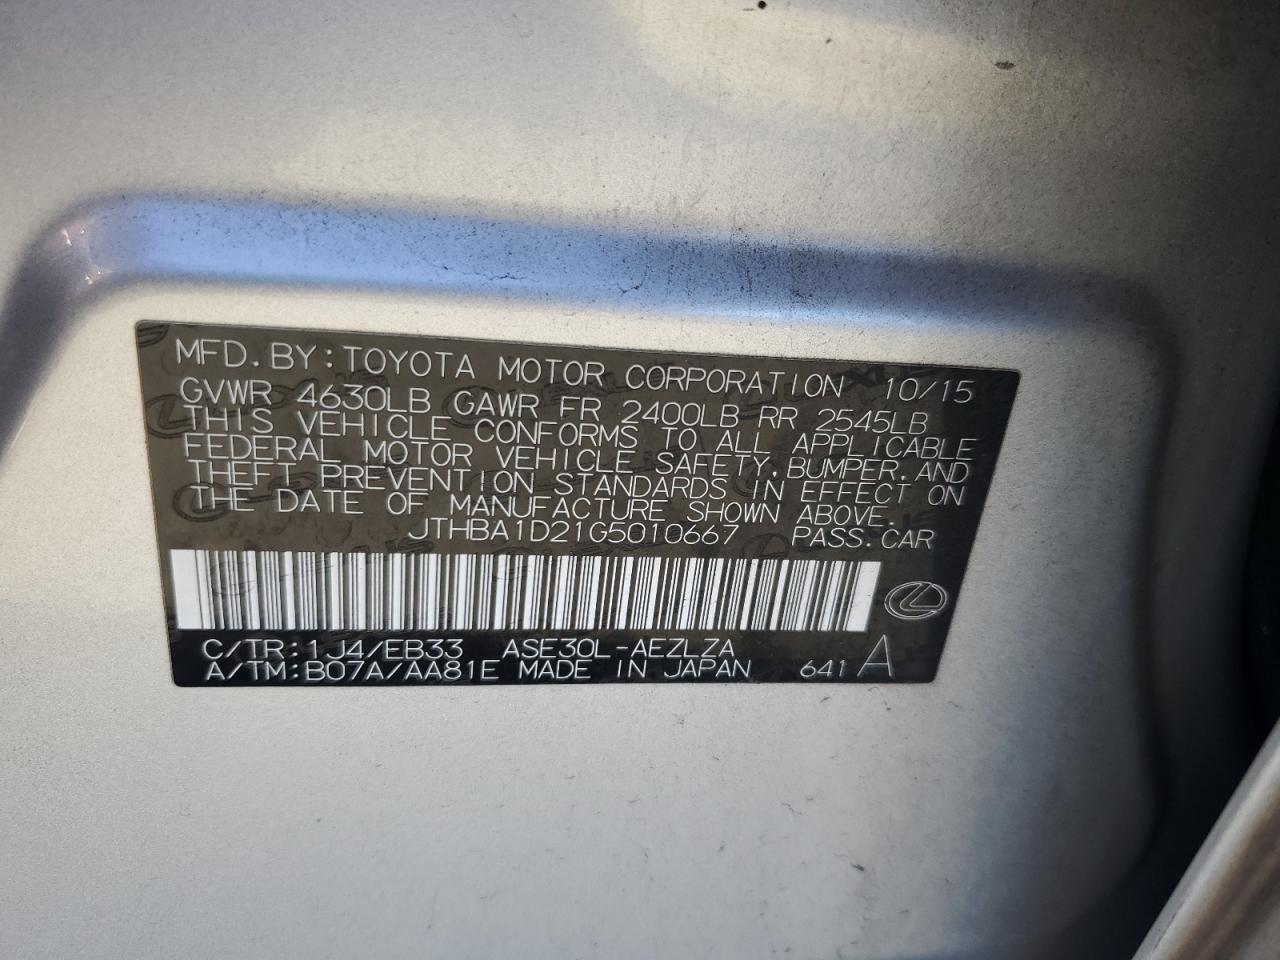 MFD.BY:TOYOTA MOTOR CORPORATION 10/15
GVWR 4630LB GAWR FR 2400LB RR 2545LB
THIS VEHICLE CONFORMS TO ALL APPLICABLE
FEDERAL MOTOR VEHICLE SAFETY,BUMPER,AND
THEFT PREVENTION STANDARDS IN EFFECT ON
THE DATE OF MANUFACTURE SHOWN ABOVE.
JTHBA1D21G5010667 PASS.CAR
C/TR:1J4/EB33 ASE30L-AEZLZA
A/TM:B07A/AA81E MADE IN JAPAN 641 A